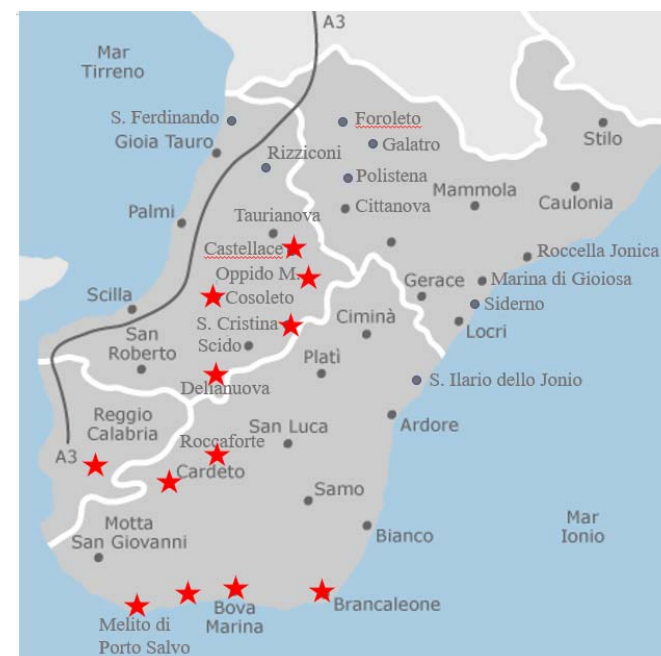 A3
Mar
Tirreno
S. Ferdinando
Foroleto
Stilo
Gioia Tauro
Galatro
Rizziconi
Polistena
Mammola
Caulonia
Palmi
Cittanova
Taurianova
Castellace
Roccella Jonica
Oppido M.
Gerace
Marina di Gioiosa
Scilla
Cosoleto
Siderno
S. Cristina
Ciminà
Locri
San
Roberto
Scido
Platì
S. Ilario dello Jonio
Delianuova
Reggio
Calabria
San Luca
Ardore
A3
Roccaforte
Cardeto
Samo
Motta
San Giovanni
Bianco
Mar
Ionio
Bova
Marina
Brancaleone
Melito di
Porto Salvo